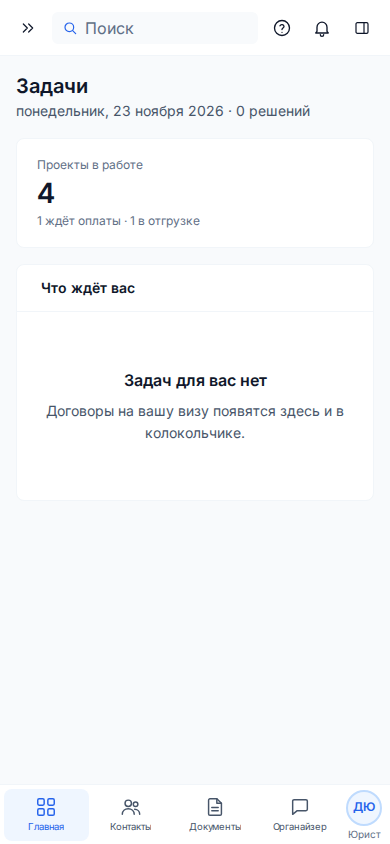 Поиск
Задачи
понедельник, 23 ноября 2026 · 0 решений
Проекты в работе
4
1 ждёт оплаты · 1 в отгрузке
Что ждёт вас
Задач для вас нет
Договоры на вашу визу появятся здесь и в
колокольчике.
ДЮ
Главная
Контакты
Документы
Органайзер
Юрист